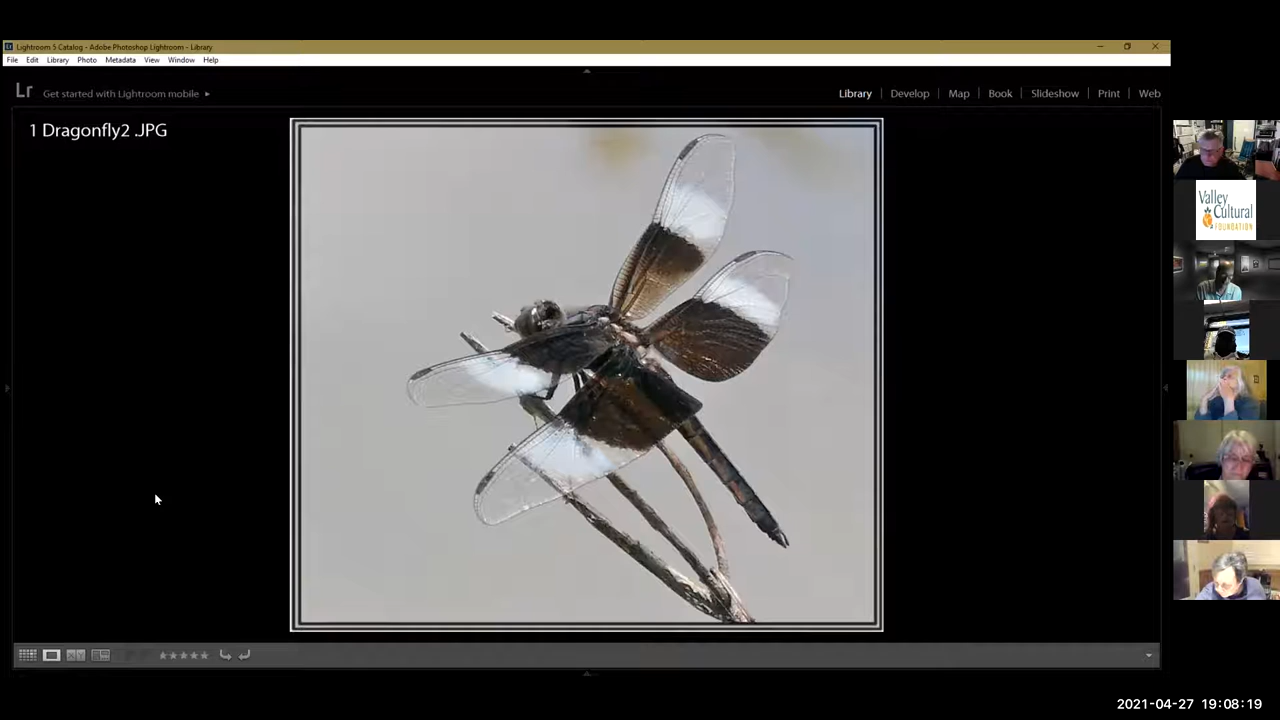 Lightroom 5 Catalog - Adobe Photoshop Lightroom - Library
File Edit Library Photo Metadata View Window Help
Lr Get started with Lightroom mobile
Library Develop Map Book Slideshow Print Web
1 Dragonfly2 .JPG
Valley
Cultural
FOUNDATION
X Y
2021-04-27 19:08:19